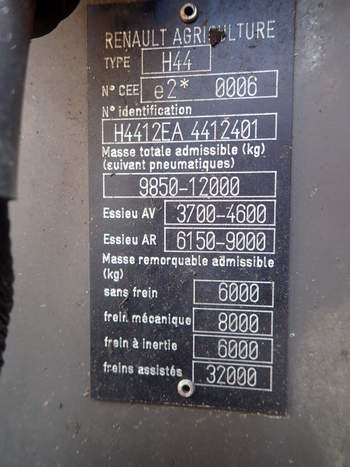 RENAULT AGRICULTURE
TYPE H44
N° CEE e2* 0006
N° identification
H4412EA 4412401
Masse totale admissible (kg)
(suivant pneumatiques)
9850-12000
Essieu AV 3700-4600
Essieu AR 6150-9000
Masse remorquable admissible
(kg)
sans frein 6000
frein mécanique 8000
frein à inertie 6000
freins assistés 32000